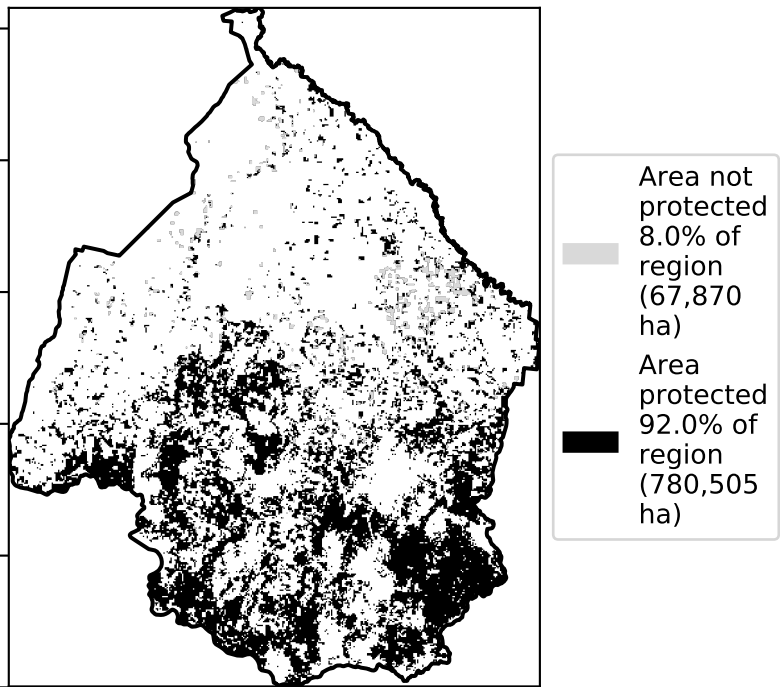 Area not
protected
8.0% of
region
(67,870
ha)
Area
protected
92.0% of
region
(780,505
ha)